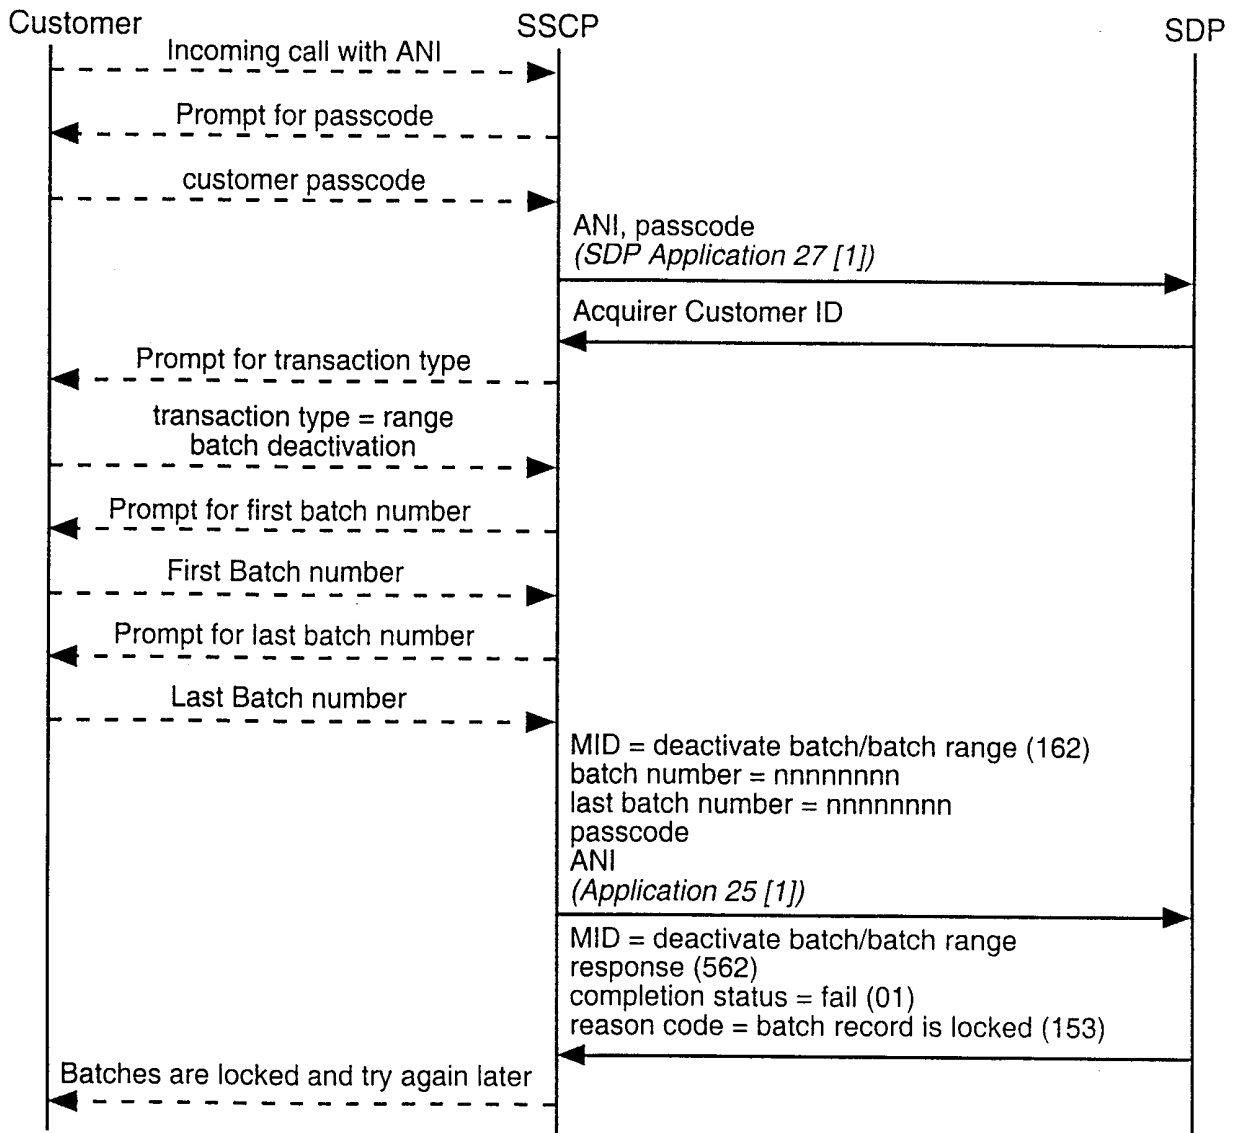 Customer
SSCP
SDP
Incoming call with ANI
Prompt for passcode
customer passcode
ANI, passcode
(SDP Application 27 [1])
Acquirer Customer ID
Prompt for transaction type
transaction type = range
batch deactivation
Prompt for first batch number
First Batch number
Prompt for last batch number
Last Batch number
MID = deactivate batch/batch range (162)
batch number = nnnnnnnn
last batch number = nnnnnnnn
passcode
ANI
(Application 25 [1])
MID = deactivate batch/batch range
response (562)
completion status = fail (01)
reason code = batch record is locked (153)
Batches are locked and try again later